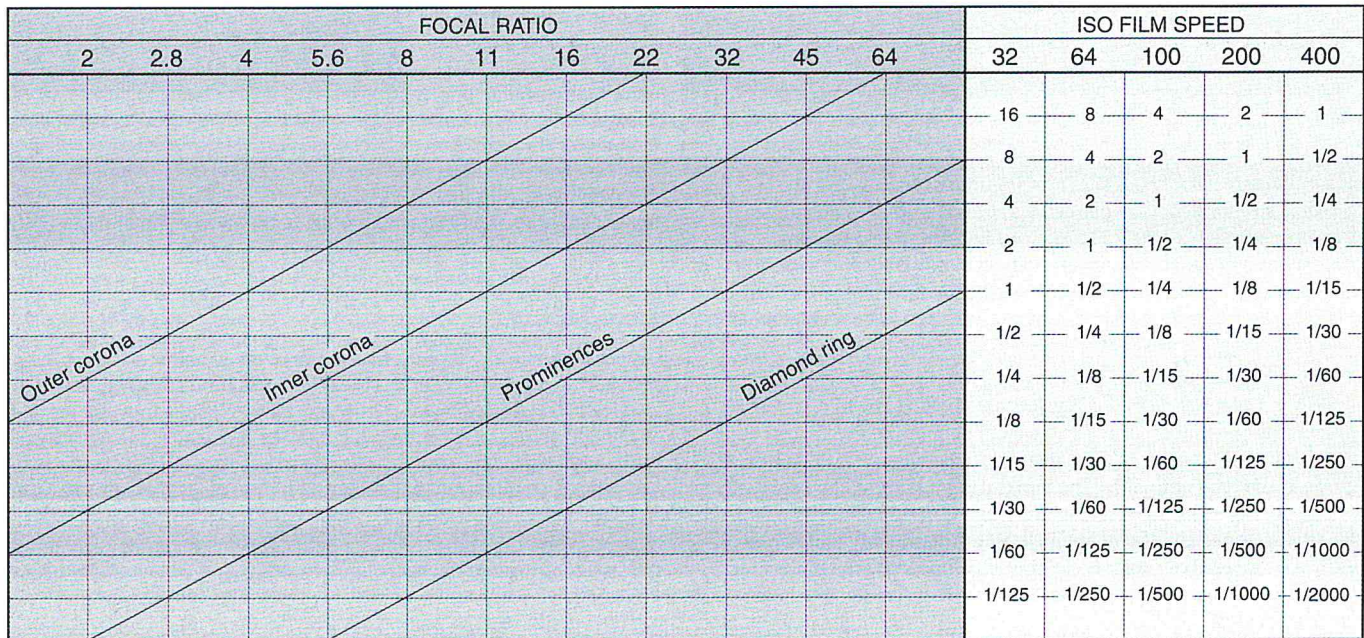 FOCAL RATIO ISO FILM SPEED
2 2.8 4 5.6 8 11 16 22 32 45 64 32 64 100 200 400
16 8 4 2 1
8 4 2 1 1/2
4 2 1 1/2 1/4
2 1 1/2 1/4 1/8
1 1/2 1/4 1/8 1/15
1/2 1/4 1/8 1/15 1/30
Outer corona Inner corona Prominences Diamond ring
1/4 1/8 1/15 1/30 1/60
1/8 1/15 1/30 1/60 1/125
1/15 1/30 1/60 1/125 1/250
1/30 1/60 1/125 1/250 1/500
1/60 1/125 1/250 1/500 1/1000
1/125 1/250 1/500 1/1000 1/2000